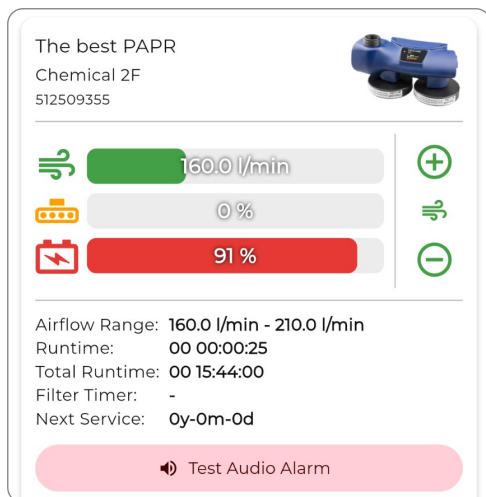 The best PAPR
Chemical 2F
512509355
160.0 l/min
0 %
91 %
Airflow Range: 160.0 l/min - 210.0 l/min
Runtime: 00 00:00:25
Total Runtime: 00 15:44:00
Filter Timer: -
Next Service: 0y-0m-0d
Test Audio Alarm